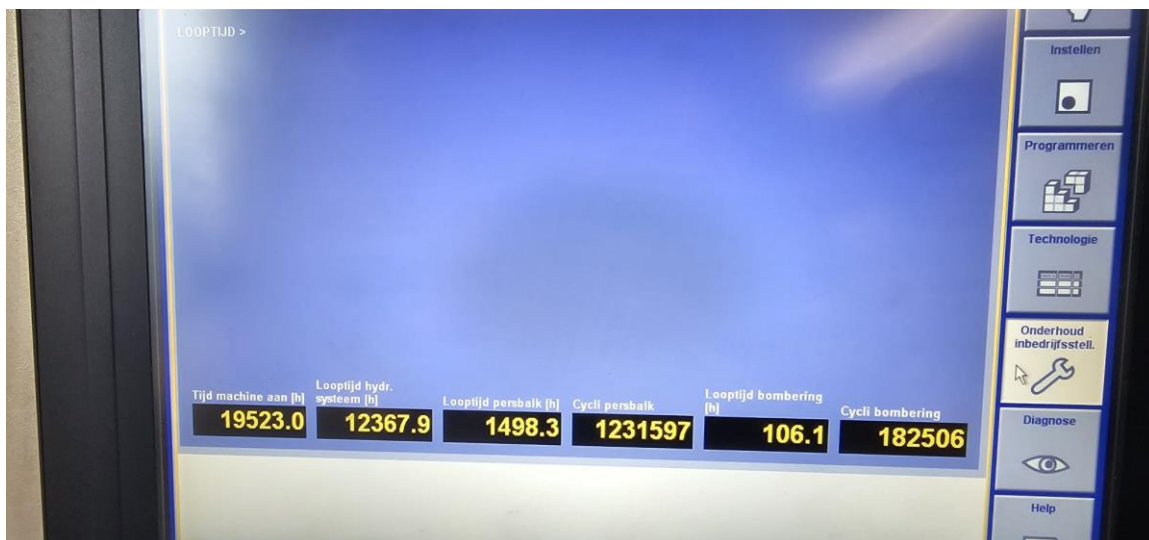 LOOPTIJD >
Instellen
Programmeren
Technologie
Onderhoud
inbedrijfsstell.
Diagnose
Help
Tijd machine aan [h]
19523.0
Looptijd hydr.
systeem [h]
12367.9
Looptijd persbalk [h]
1498.3
Cycli persbalk
1231597
Looptijd bombering
[h]
106.1
Cycli bombering
182506